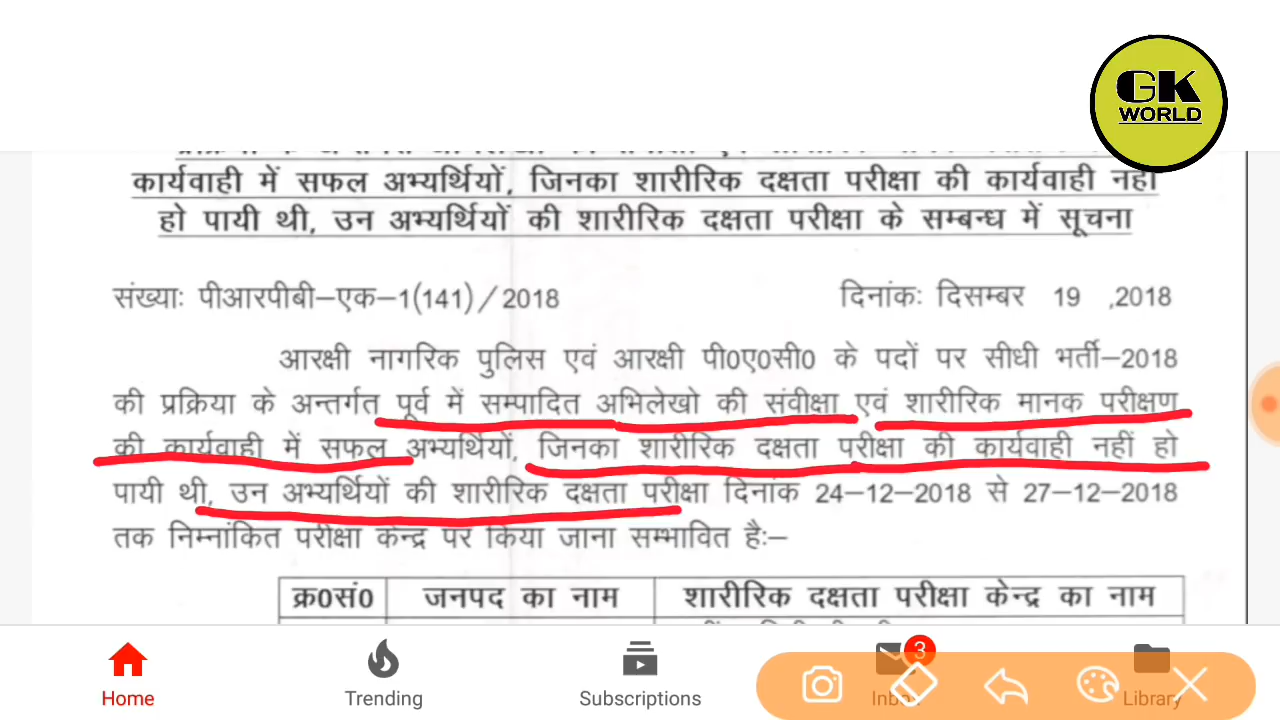 GK
WORLD
कार्यवाही में सफल अभ्यर्थियों, जिनका शारीरिक दक्षता परीक्षा की कार्यवाही नहीं
हो पायी थी, उन अभ्यर्थियों की शारीरिक दक्षता परीक्षा के सम्बन्ध में सूचना
संख्याः पीआरपीबी-एक-1(141)/2018 दिनांकः दिसम्बर 19 ,2018
आरक्षी नागरिक पुलिस एवं आरक्षी पी0ए0सी0 के पदों पर सीधी भर्ती-2018
की प्रक्रिया के अन्तर्गत पूर्व में सम्पादित अभिलेखो की संवीक्षा एवं शारीरिक मानक परीक्षण
की कार्यवाही में सफल अभ्यर्थियों, जिनका शारीरिक दक्षता परीक्षा की कार्यवाही नहीं हो
पायी थी, उन अभ्यर्थियों की शारीरिक दक्षता परीक्षा दिनांक 24-12-2018 से 27-12-2018
तक निम्नांकित परीक्षा केन्द्र पर किया जाना सम्भावित हैः-
क्र0सं0 जनपद का नाम शारीरिक दक्षता परीक्षा केन्द्र का नाम
3
Home Trending Subscriptions Inbox Library